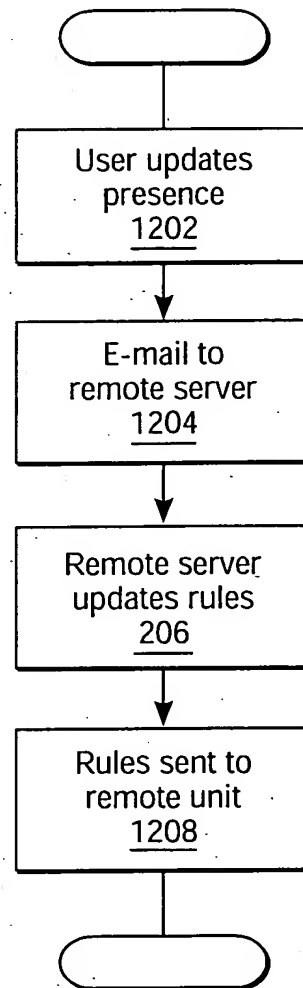 User updates
presence
1202
E-mail to
remote server
1204
Remote server
updates rules
206
Rules sent to
remote unit
1208